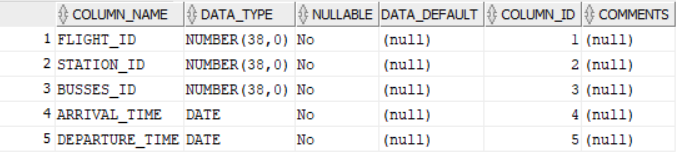 COLUMN_NAME DATA_TYPE NULLABLE DATA_DEFAULT COLUMN_ID COMMENTS
1 FLIGHT_ID NUMBER(38,0) No (null) 1 (null)
2 STATION_ID NUMBER(38,0) No (null) 2 (null)
3 BUSSES_ID NUMBER(38,0) No (null) 3 (null)
4 ARRIVAL_TIME DATE No (null) 4 (null)
5 DEPARTURE_TIME DATE No (null) 5 (null)